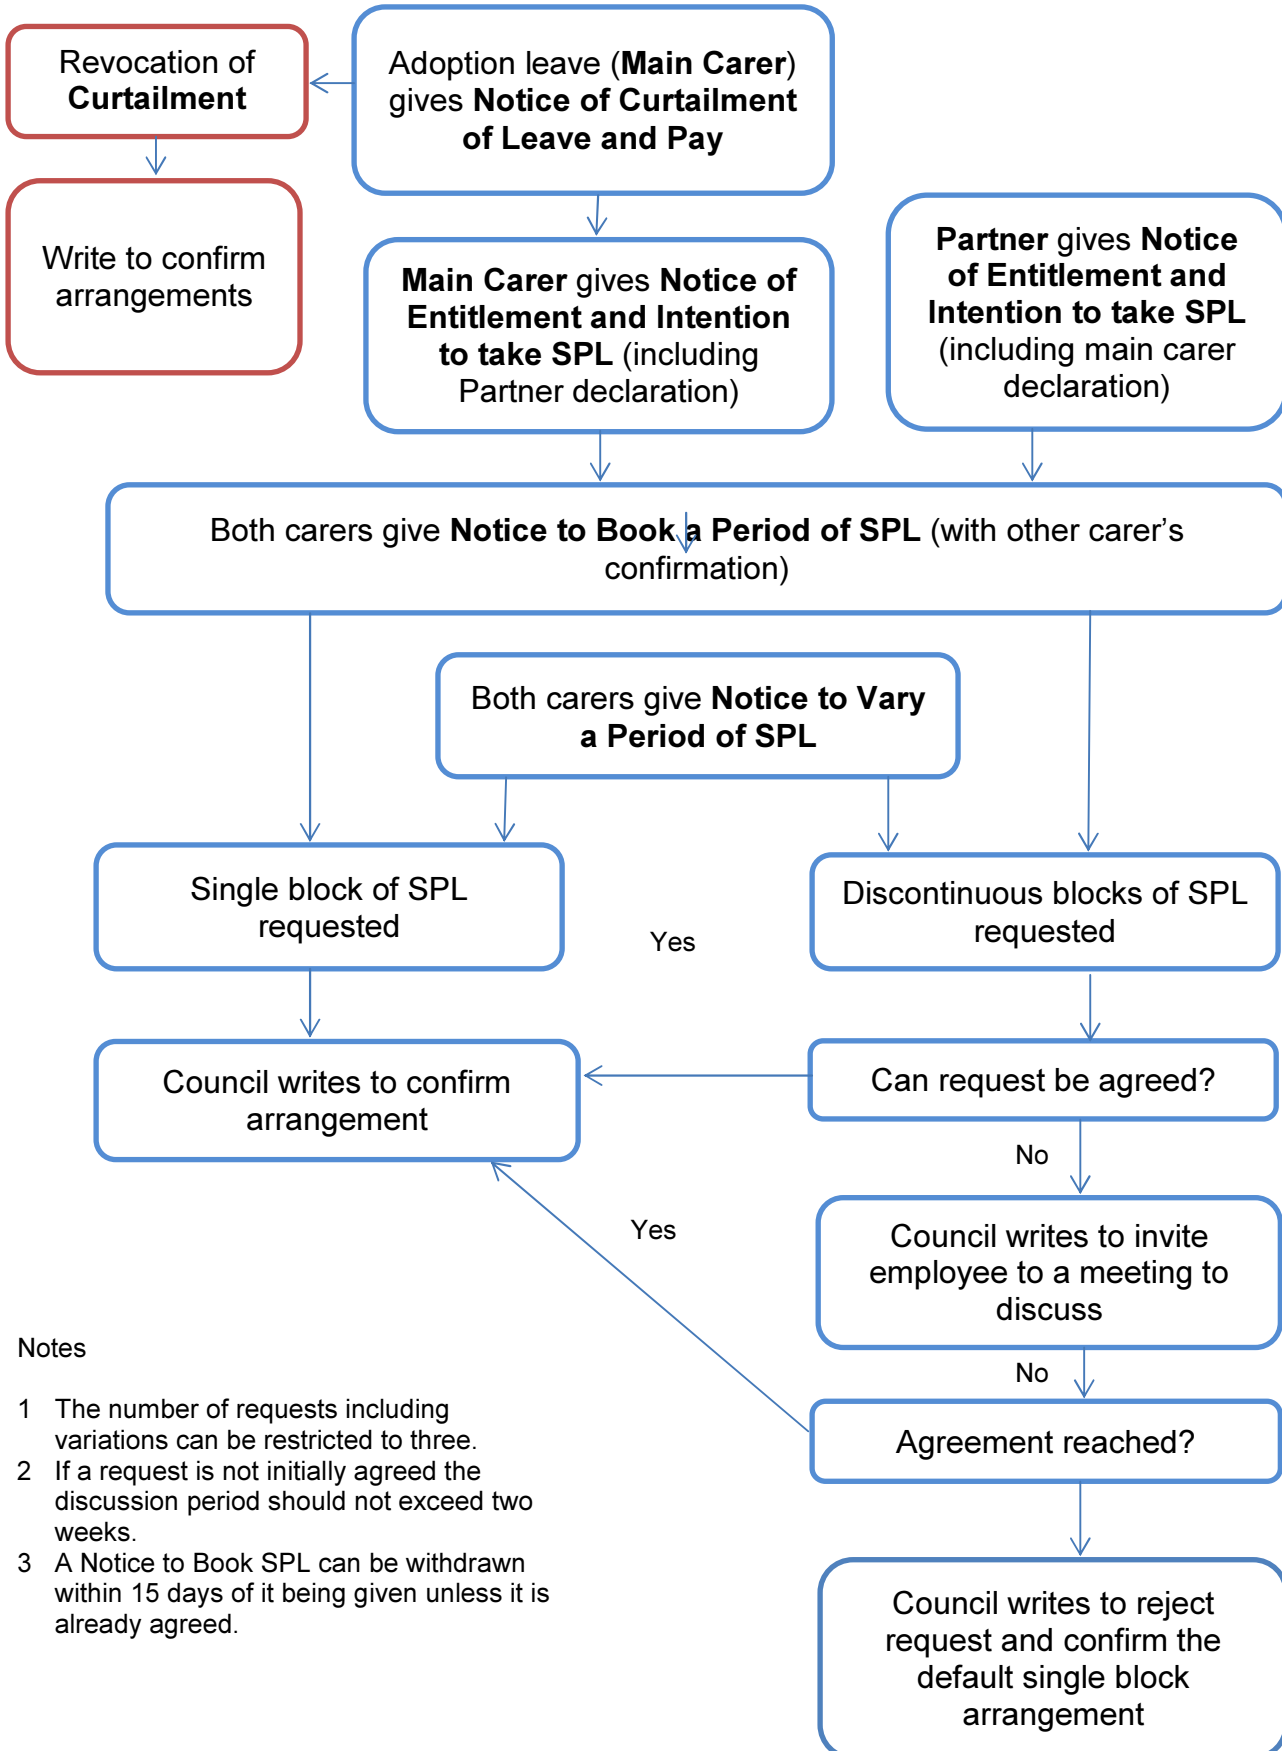 Revocation of
Curtailment
Adoption leave (Main Carer)
gives Notice of Curtailment
of Leave and Pay
Write to confirm
arrangements
Main Carer gives Notice of
Entitlement and Intention
to take SPL (including
Partner declaration)
Partner gives Notice
of Entitlement and
Intention to take SPL
(including main carer
declaration)
Both carers give Notice to Book a Period of SPL (with other carer’s
confirmation)
Both carers give Notice to Vary
a Period of SPL
Single block of SPL
requested
Yes
Discontinuous blocks of SPL
requested
Council writes to confirm
arrangement
Can request be agreed?
No
Yes
Council writes to invite
employee to a meeting to
discuss
No
Agreement reached?
Council writes to reject
request and confirm the
default single block
arrangement
Notes
1 The number of requests including
variations can be restricted to three.
2 If a request is not initially agreed the
discussion period should not exceed two
weeks.
3 A Notice to Book SPL can be withdrawn
within 15 days of it being given unless it is
already agreed.